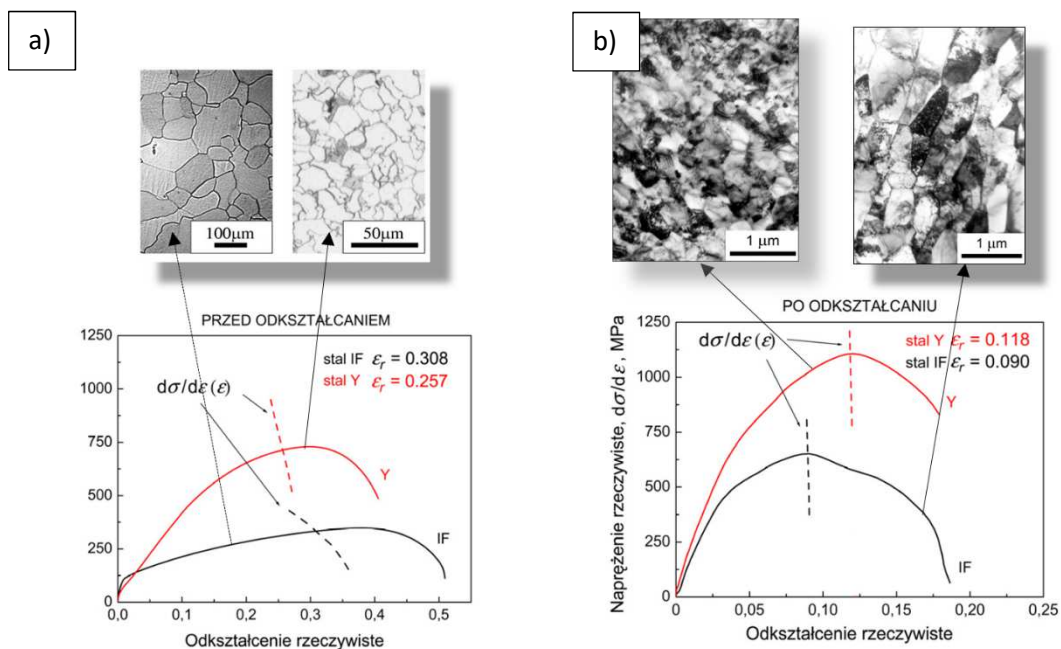 a)
100µm
50µm
PRZED ODKSZTAŁCANIEM
1250
1000
750
500
250
0
stal IF εr = 0.308
stal Y εr = 0.257
dσ/dε(ε)
Y
IF
0,0
0,1
0,2
0,3
0,4
0,5
Odkształcenie rzeczywiste
b)
1 µm
1 µm
PO ODKSZTAŁCANIU
Naprężenie rzeczywiste, dσ/dε, MPa
1250
1000
750
500
250
0
dσ/dε(ε)
stal Y εr = 0.118
stal IF εr = 0.090
Y
IF
0
0,05
0,10
0,15
0,20
0,25
Odkształcenie rzeczywiste